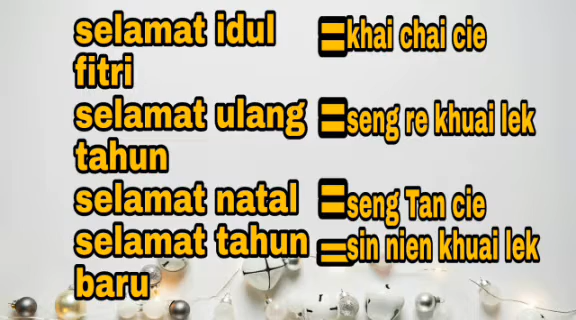 selamat idul fitri =khai chai cie
selamat ulang tahun =seng re khuai lek
selamat natal =seng Tan cie
selamat tahun baru =sin nien khuai lek